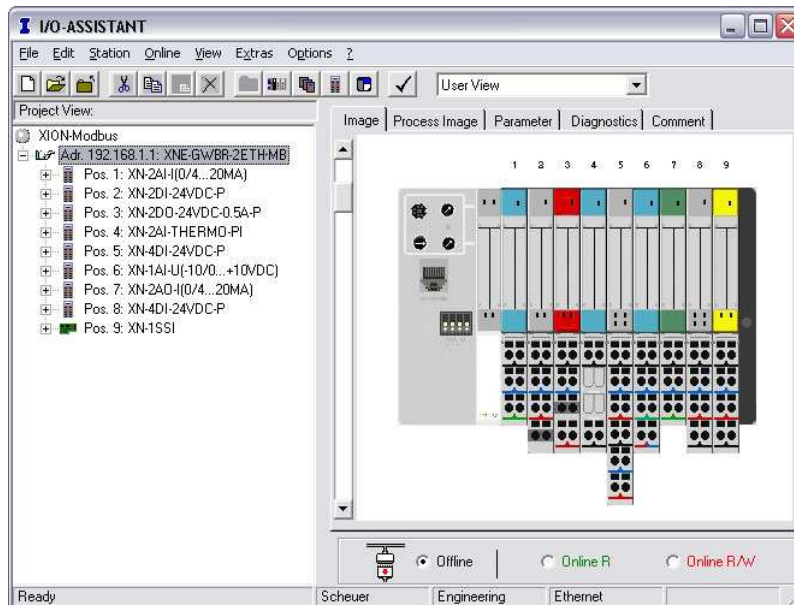 I/O-ASSISTANT
File Edit Station Online View Extras Options ?
User View
Project View:
XION-Modbus
Adr. 192.168.1.1: XNE-GWBR-2ETH-MB
Pos. 1: XN-2AI-I(0/4...20MA)
Pos. 2: XN-2DI-24VDC-P
Pos. 3: XN-2DO-24VDC-0.5A-P
Pos. 4: XN-2AI-THERMO-PI
Pos. 5: XN-4DI-24VDC-P
Pos. 6: XN-1AI-U(-10/0...+10VDC)
Pos. 7: XN-2AO-I(0/4...20MA)
Pos. 8: XN-4DI-24VDC-P
Pos. 9: XN-1SSI
Image Process Image Parameter Diagnostics Comment
1 2 3 4 5 6 7 8 9
Offline Online R Online R/W
Ready Scheuer Engineering Ethernet